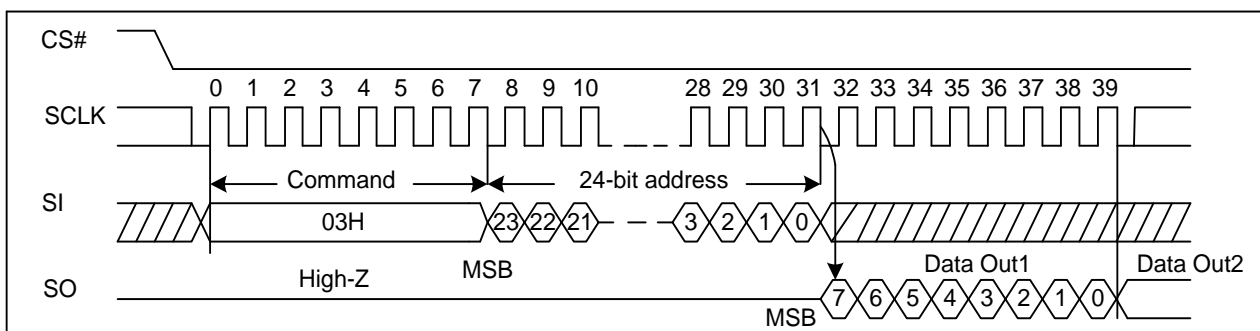 CS#
0 1 2 3 4 5 6 7 8 9 10 28 29 30 31 32 33 34 35 36 37 38 39
SCLK
Command 24-bit address
SI
03H 23 22 21 3 2 1 0
High-Z MSB Data Out1 Data Out2
SO
MSB 7 6 5 4 3 2 1 0